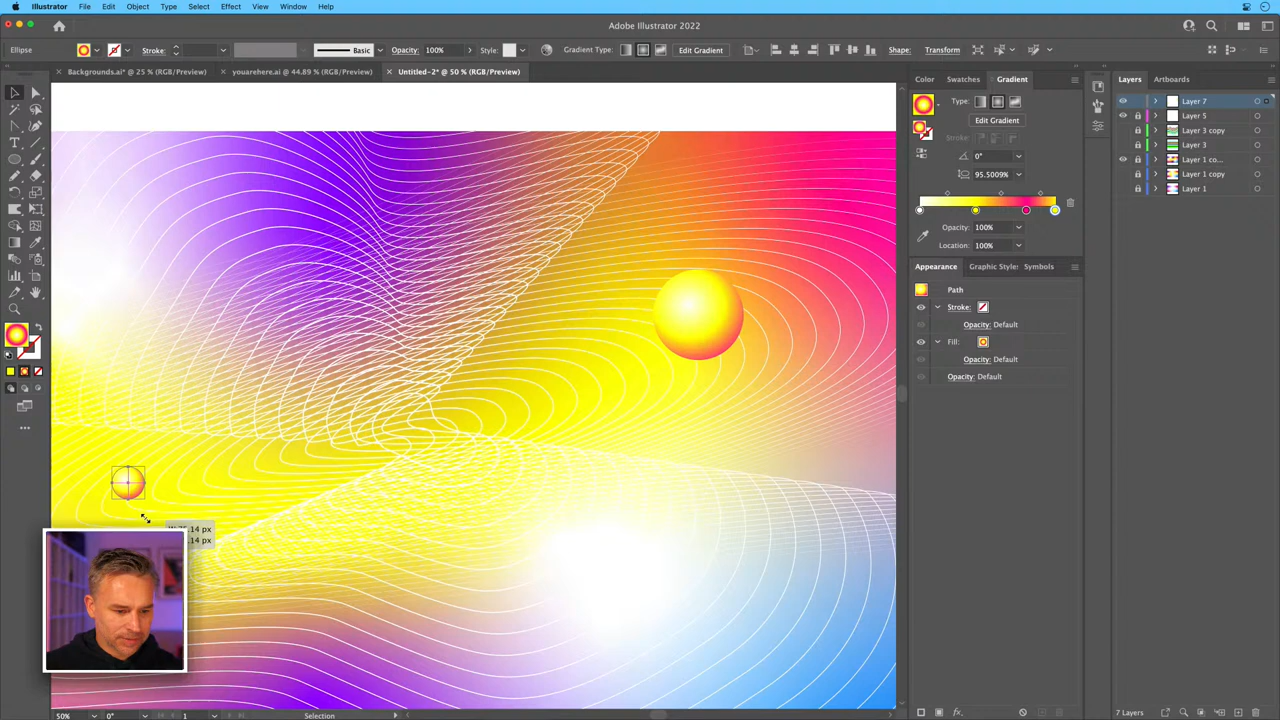 Illustrator File Edit Object Type Select Effect View Window Help
Adobe Illustrator 2022
Ellipse Stroke: Basic Opacity: 100% Style: Gradient Type: Edit Gradient Shape: Transform
Backgrounds.ai* @ 25 % (RGB/Preview) youarehere.ai @ 44.89 % (RGB/Preview) Untitled-2* @ 50 % (RGB/Preview)
Color Swatches Gradient
Type:
Edit Gradient
Stroke:
0°
95.5009%
Opacity: 100%
Location: 100%
Appearance Graphic Style: Symbols
Path
Stroke:
Opacity: Default
Fill:
Opacity: Default
Opacity: Default
Layers Artboards
Layer 7
Layer 5
Layer 3 copy
Layer 3
Layer 1 co...
Layer 1 copy
Layer 1
.14 px
.14 px
50% 0° 1 Selection
7 Layers